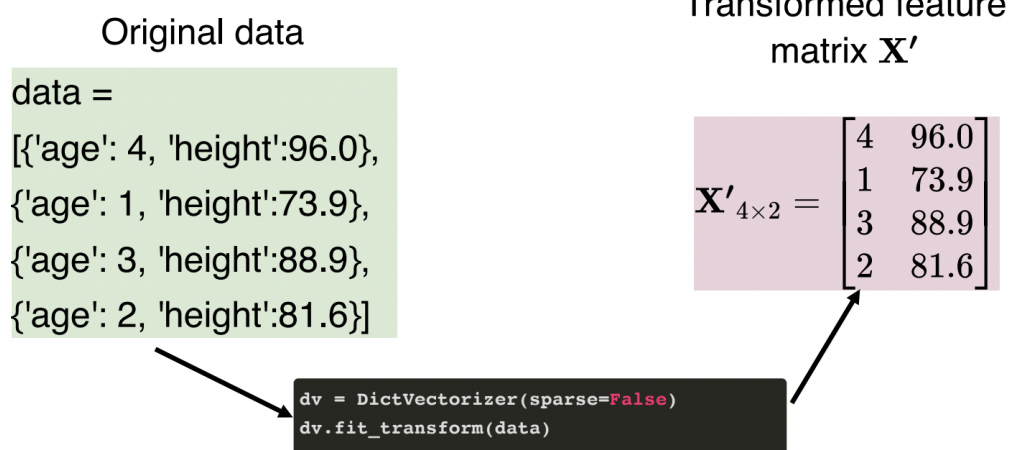 Original data
data =
[{'age': 4, 'height':96.0},
{'age': 1, 'height':73.9},
{'age': 3, 'height':88.9},
{'age': 2, 'height':81.6}]
dv = DictVectorizer(sparse=False)
dv.fit_transform(data)
Transformed feature
matrix X′
X′4×2 =
4 96.0
1 73.9
3 88.9
2 81.6